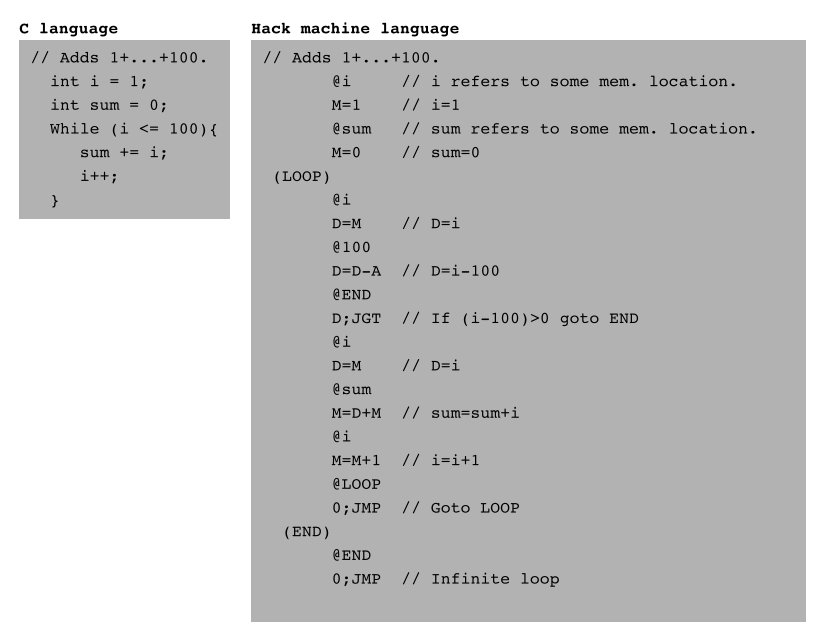 C language
// Adds 1+...+100.
int i = 1;
int sum = 0;
While (i <= 100){
sum += i;
i++;
}
Hack machine language
// Adds 1+...+100.
@i // i refers to some mem. location.
M=1 // i=1
@sum // sum refers to some mem. location.
M=0 // sum=0
(LOOP)
@i
D=M // D=i
@100
D=D-A // D=i-100
@END
D;JGT // If (i-100)>0 goto END
@i
D=M // D=i
@sum
M=D+M // sum=sum+i
@i
M=M+1 // i=i+1
@LOOP
0;JMP // Goto LOOP
(END)
@END
0;JMP // Infinite loop